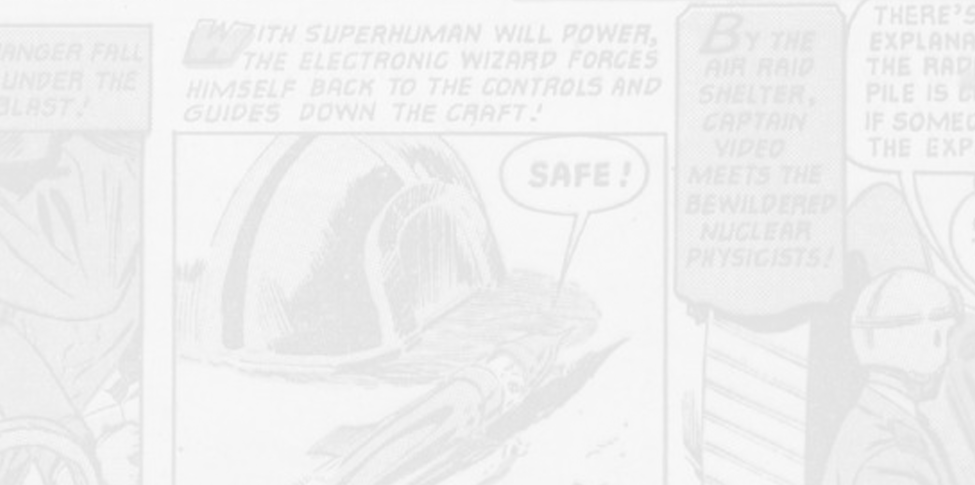 ANGER FALL
UNDER THE
BLAST!
WITH SUPERHUMAN WILL POWER,
THE ELECTRONIC WIZARD FORCES
HIMSELF BACK TO THE CONTROLS AND
GUIDES DOWN THE CRAFT!
SAFE!
BY THE
AIR RAID
SHELTER,
CAPTAIN
VIDEO
MEETS THE
BEWILDERED
NUCLEAR
PHYSICISTS!
THERE'S
EXPLANA
THE RAD
PILE IS
IF SOMEO
THE EXP